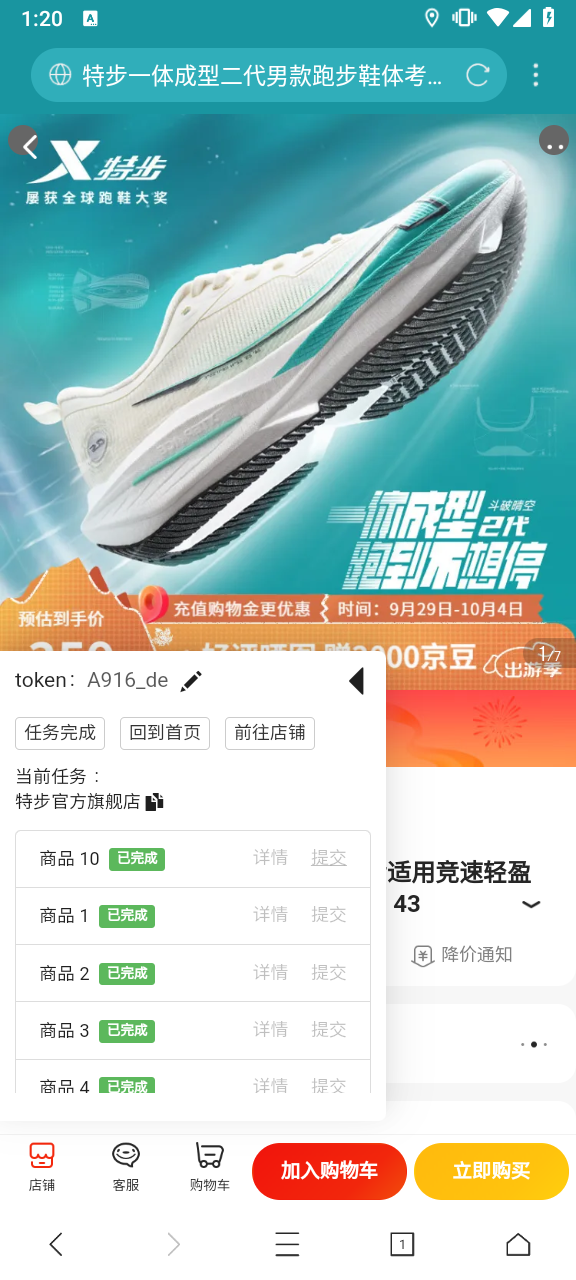 1:20
A
特步一体成型二代男款跑步鞋体考...
特步
屡获全球跑鞋大奖
一体成型 斗破晴空
2代
跑到不想停
预估到手价
充值购物金更优惠
时间：9月29日-10月4日
好评晒图 赠2000京豆
出游季
1/7
token： A916_de
任务完成
回到首页
前往店铺
当前任务：
特步官方旗舰店
商品 10 已完成 详情 提交
商品 1 已完成 详情 提交
商品 2 已完成 详情 提交
商品 3 已完成 详情 提交
商品 4 已完成 详情 提交
适用竞速轻盈
43
降价通知
店铺
客服
购物车
加入购物车
立即购买
1